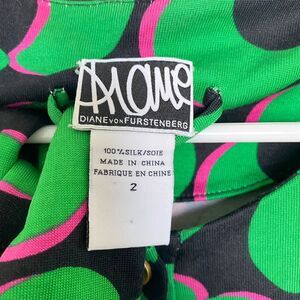 Diane
DIANE VON FURSTENBERG
100% SILK/SOIE
MADE IN CHINA
FABRIQUE EN CHINE
2